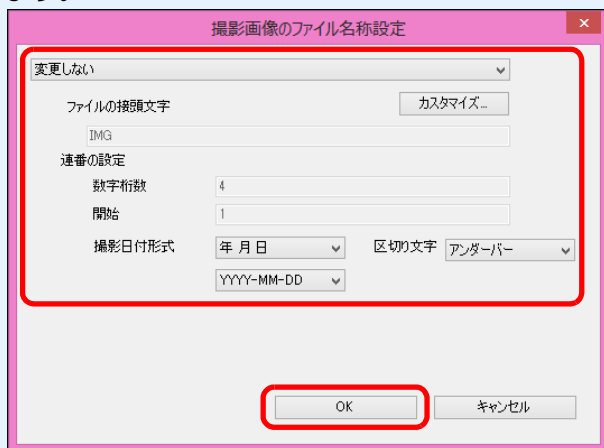 撮影画像のファイル名称設定
変更しない
ファイルの接頭文字
カスタマイズ...
IMG
連番の設定
数字桁数 4
開始 1
撮影日付形式 年 月 日 区切り文字 アンダーバー
YYYY-MM-DD
OK キャンセル